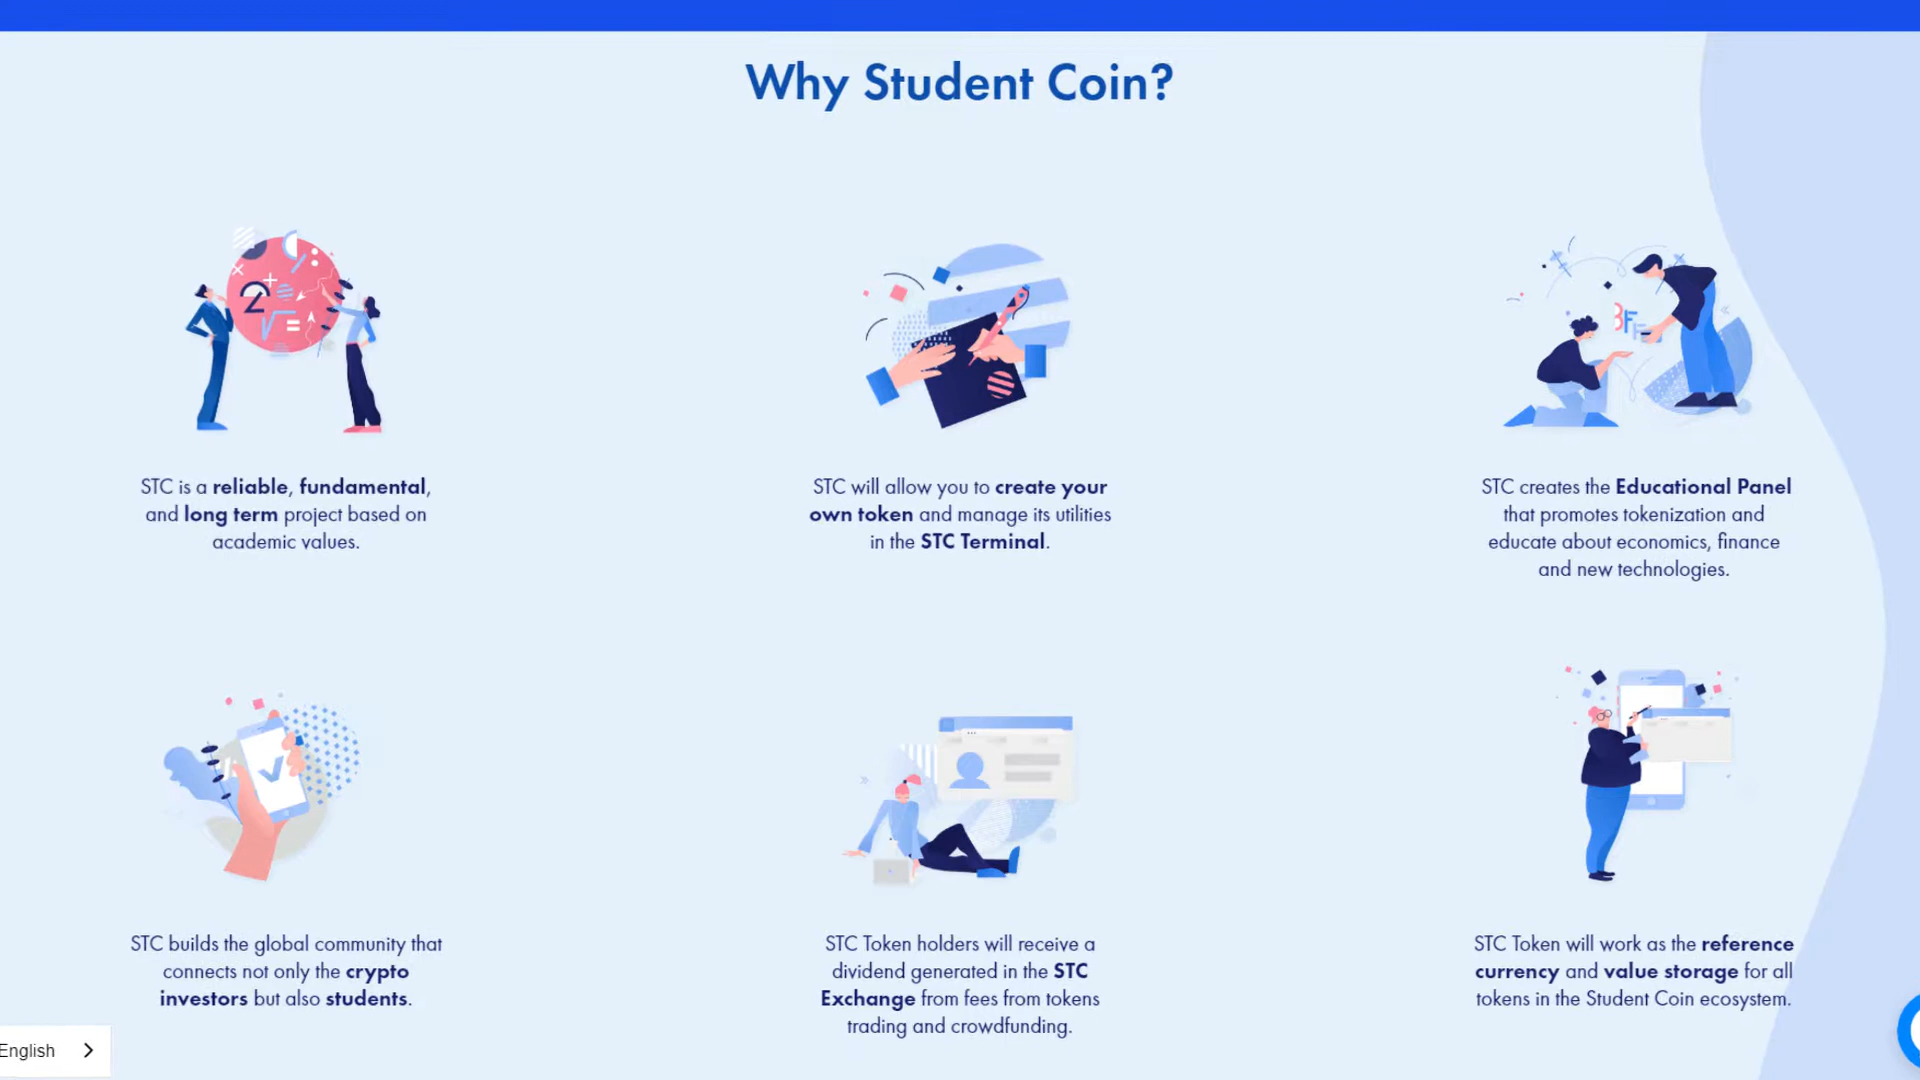 Why Student Coin?
STC is a reliable, fundamental,
and long term project based on
academic values.
STC will allow you to create your
own token and manage its utilities
in the STC Terminal.
STC creates the Educational Panel
that promotes tokenization and
educate about economics, finance
and new technologies.
STC builds the global community that
connects not only the crypto
investors but also students.
STC Token holders will receive a
dividend generated in the STC
Exchange from fees from tokens
trading and crowdfunding.
STC Token will work as the reference
currency and value storage for all
tokens in the Student Coin ecosystem.
English